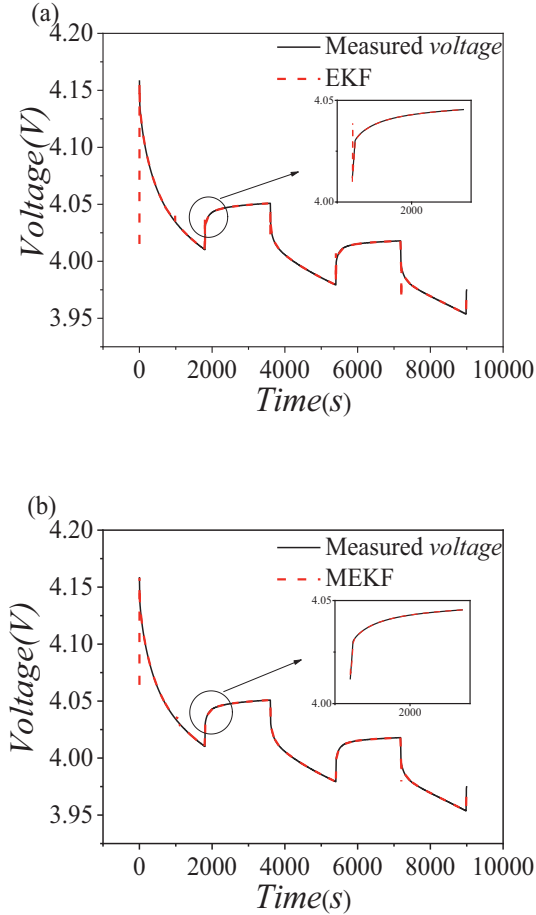 (a)
4.20
Measured voltage
EKF
4.15
4.05
4.10
4.05
4.00
2000
4.00
3.95
Voltage(V)
0 2000 4000 6000 8000 10000
Time(s)
(b)
4.20
Measured voltage
MEKF
4.15
4.05
4.10
4.05
4.00
2000
4.00
3.95
Voltage(V)
0 2000 4000 6000 8000 10000
Time(s)